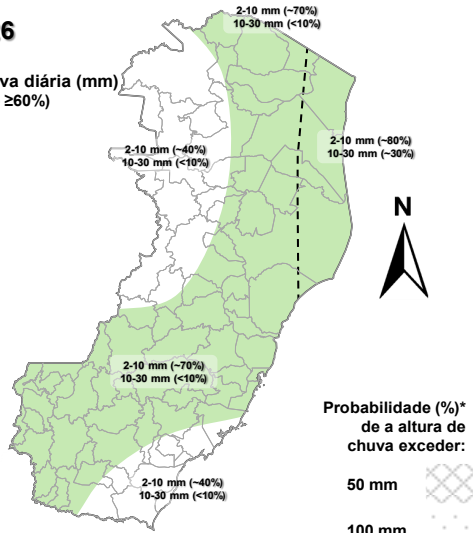 6
va diária (mm)
≥60%)
2-10 mm (~70%)
10-30 mm (<10%)
2-10 mm (~40%)
10-30 mm (<10%)
2-10 mm (~80%)
10-30 mm (~30%)
N
2-10 mm (~70%)
10-30 mm (<10%)
2-10 mm (~40%)
10-30 mm (<10%)
Probabilidade (%)*
de a altura de
chuva exceder:
50 mm
100 mm